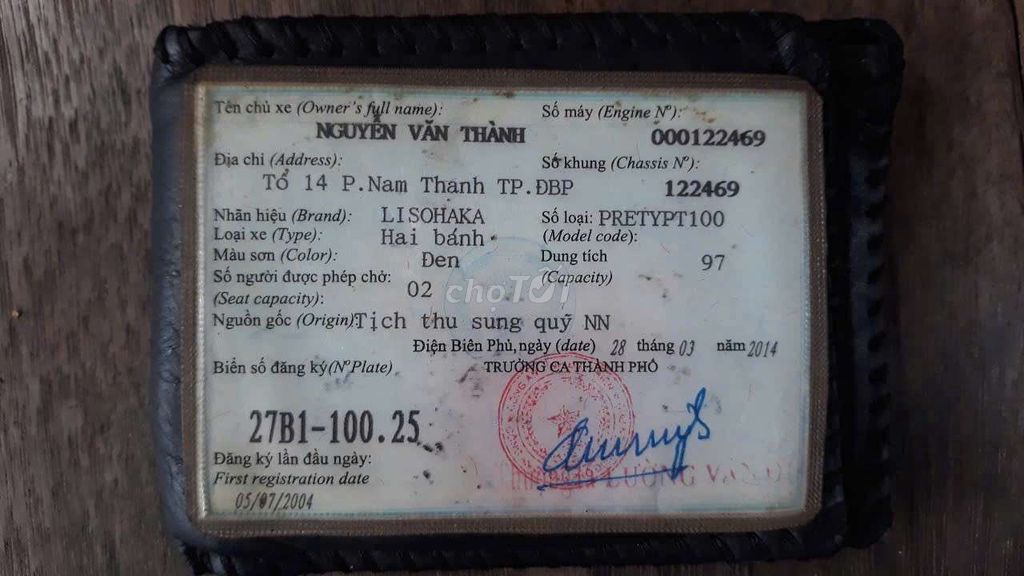 Tên chủ xe (Owner's full name): Số máy (Engine Nº):
NGUYỄN VĂN THÀNH 000122469
Địa chỉ (Address): Số khung (Chassis Nº):
Tổ 14 P.Nam Thanh TP.ĐBP 122469
Nhãn hiệu (Brand): LISOHAKA Số loại: PRETYPT100
Loại xe (Type): Hai bánh (Model code):
Màu sơn (Color): Đen Dung tích 97
Số người được phép chở: 02 (Capacity)
(Seat capacity):
choTỐT
Nguồn gốc (Origin): Tịch thu sung quỹ NN
Điện Biên Phủ, ngày (date) 28 tháng 03 năm 2014
Biển số đăng ký (NºPlate) TRƯỞNG CA THÀNH PHỐ
27B1-100.25
Đăng ký lần đầu ngày:
First registration date LƯƠNG
05/07/2004